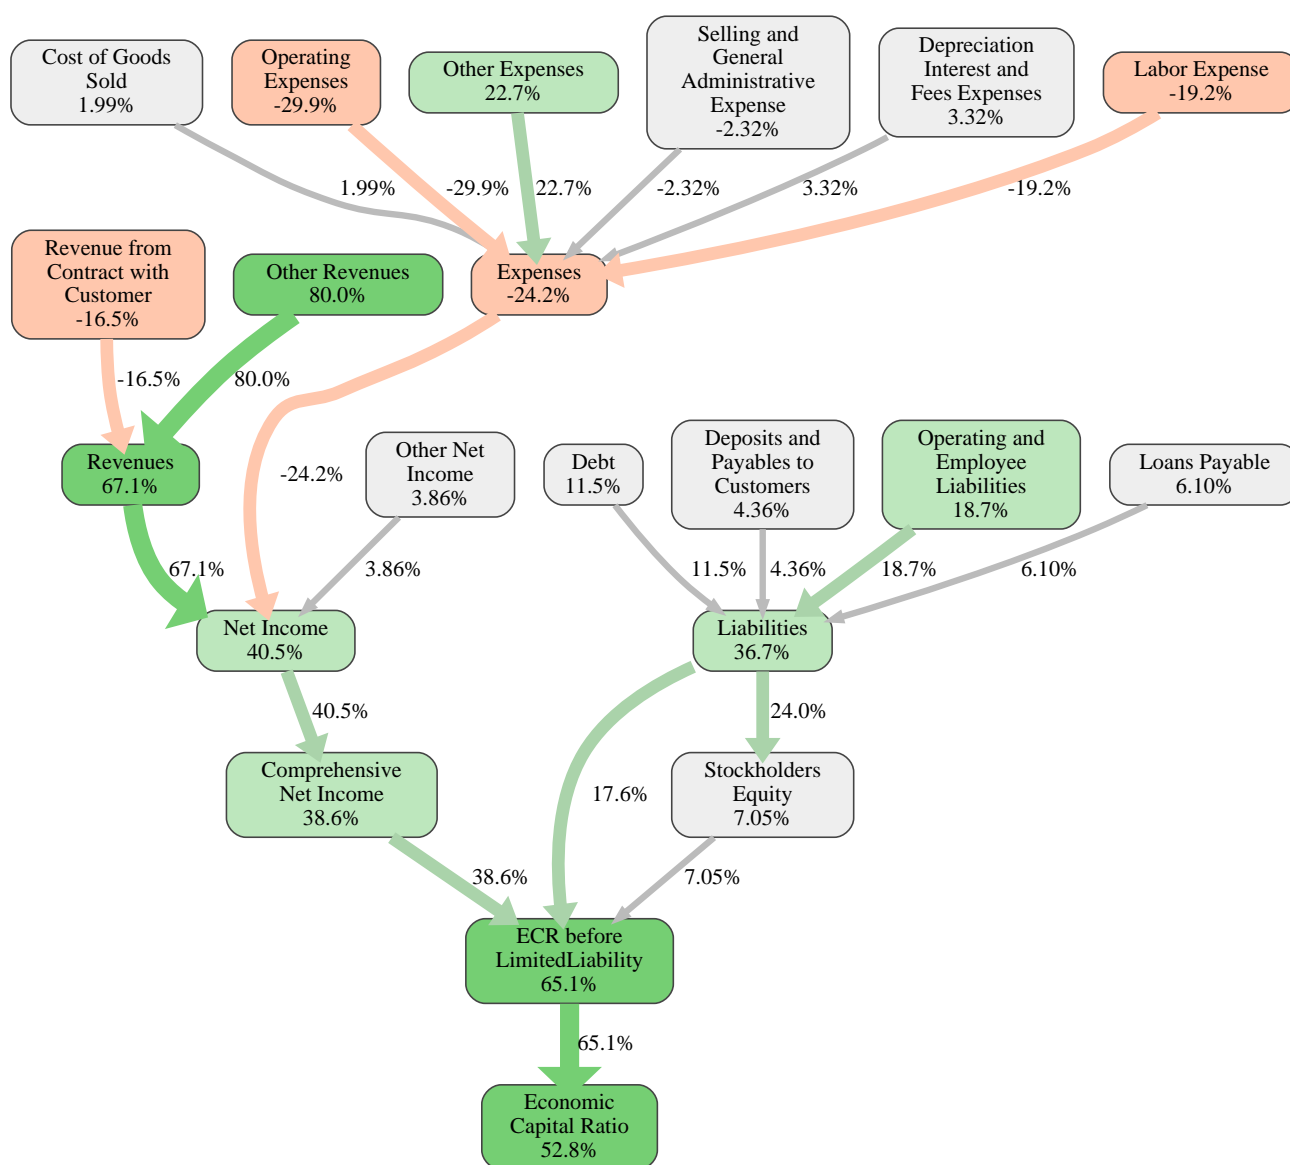 Cost of Goods
Sold
1.99%
Operating
Expenses
-29.9%
Other Expenses
22.7%
Selling and
General
Administrative
Expense
-2.32%
Depreciation
Interest and
Fees Expenses
3.32%
Labor Expense
-19.2%
1.99%
-29.9%
22.7%
-2.32%
3.32%
-19.2%
Revenue from
Contract with
Customer
-16.5%
Other Revenues
80.0%
Expenses
-24.2%
-16.5%
80.0%
Revenues
67.1%
-24.2%
Other Net
Income
3.86%
Debt
11.5%
Deposits and
Payables to
Customers
4.36%
Operating and
Employee
Liabilities
18.7%
Loans Payable
6.10%
67.1%
3.86%
11.5%
4.36%
18.7%
6.10%
Net Income
40.5%
Liabilities
36.7%
40.5%
24.0%
Comprehensive
Net Income
38.6%
17.6%
Stockholders
Equity
7.05%
38.6%
7.05%
ECR before
LimitedLiability
65.1%
65.1%
Economic
Capital Ratio
52.8%